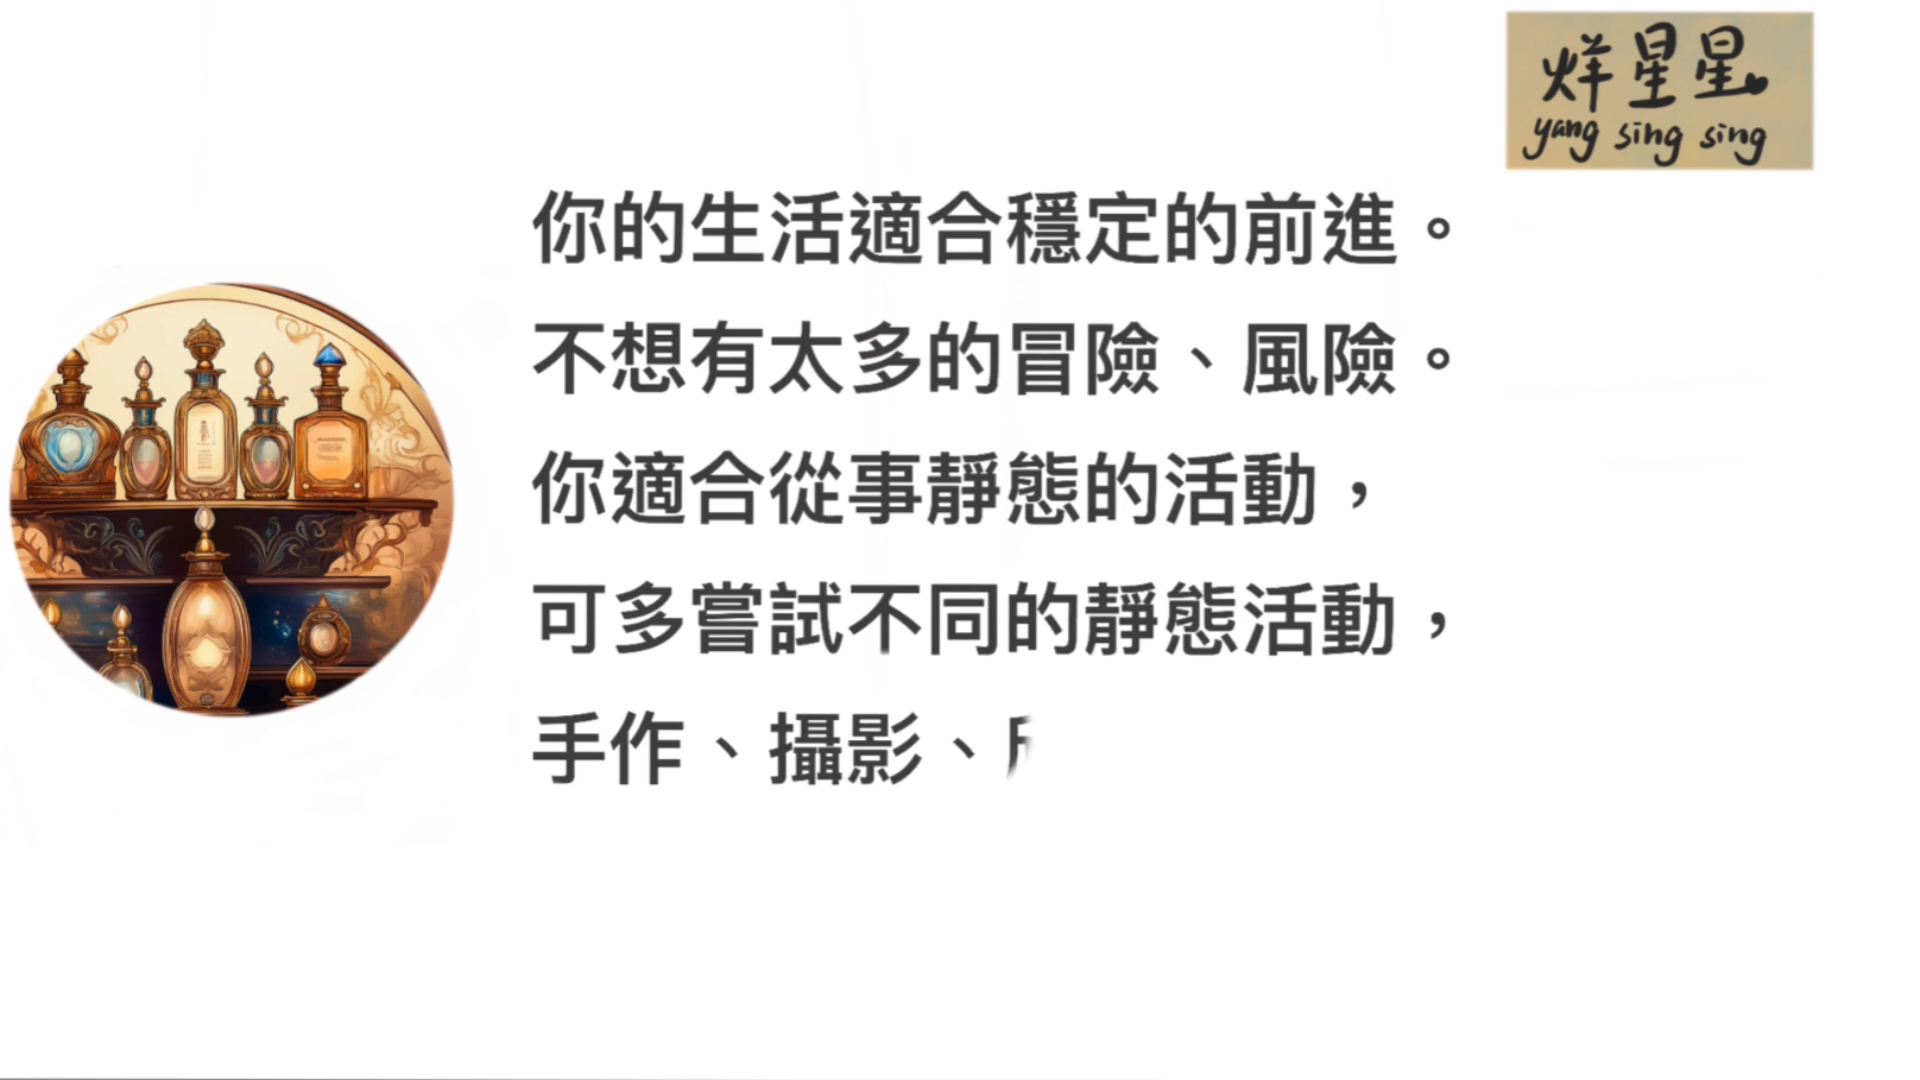 烊星星
yang sing sing
你的生活適合穩定的前進。
不想有太多的冒險、風險。
你適合從事靜態的活動，
可多嘗試不同的靜態活動，
手作、攝影、